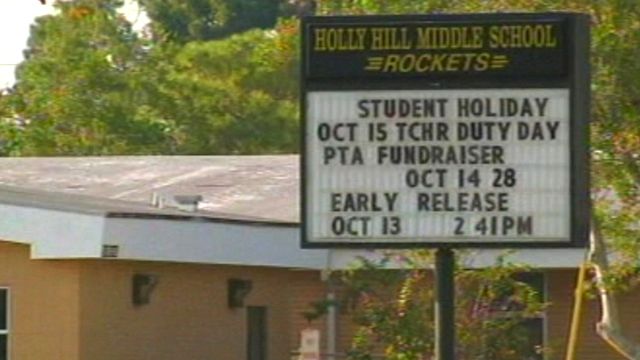 HOLLY HILL MIDDLE SCHOOL
ROCKETS
STUDENT HOLIDAY
OCT 15 TCHR DUTY DAY
PTA FUNDRAISER
OCT 14 28
EARLY RELEASE
OCT 13 2 41PM